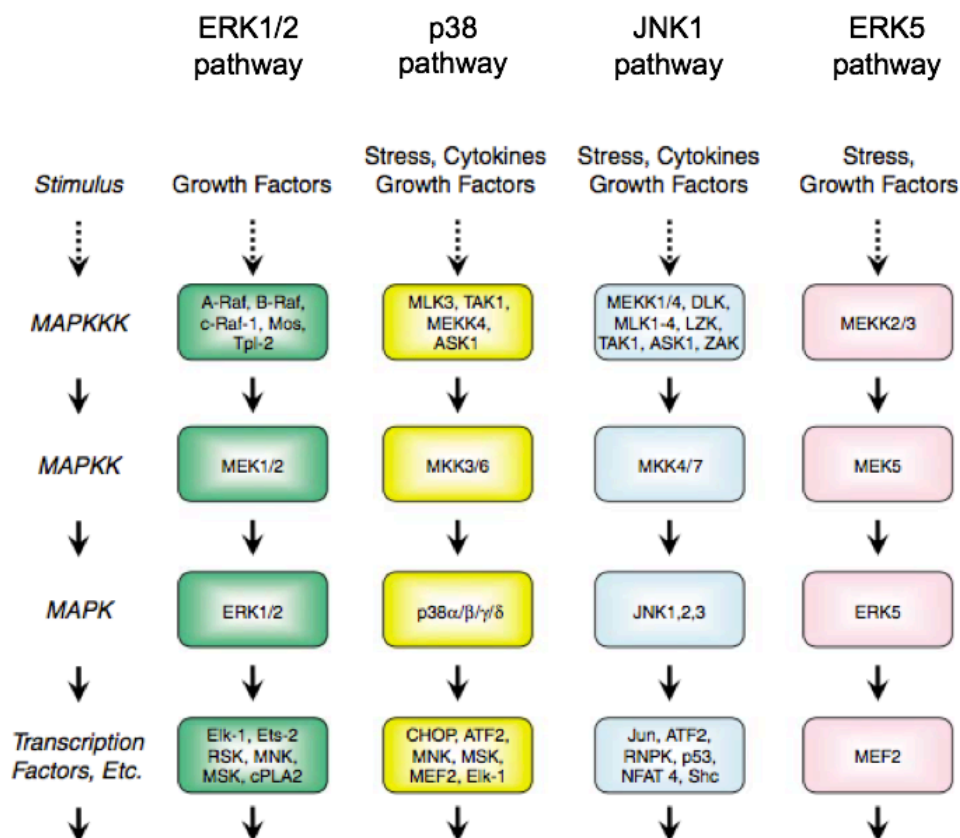 ERK1/2
pathway
p38
pathway
JNK1
pathway
ERK5
pathway
Stimulus
Growth Factors
Stress, Cytokines
Growth Factors
Stress, Cytokines
Growth Factors
Stress,
Growth Factors
MAPKKK
A-Raf, B-Raf,
c-Raf-1, Mos,
Tpl-2
MLK3, TAK1,
MEKK4,
ASK1
MEKK1/4, DLK,
MLK1-4, LZK,
TAK1, ASK1, ZAK
MEKK2/3
MAPKK
MEK1/2
MKK3/6
MKK4/7
MEK5
MAPK
ERK1/2
p38α/β/γ/δ
JNK1,2,3
ERK5
Transcription
Factors, Etc.
Elk-1, Ets-2
RSK, MNK,
MSK, cPLA2
CHOP, ATF2,
MNK, MSK,
MEF2, Elk-1
Jun, ATF2,
RNPK, p53,
NFAT 4, Shc
MEF2